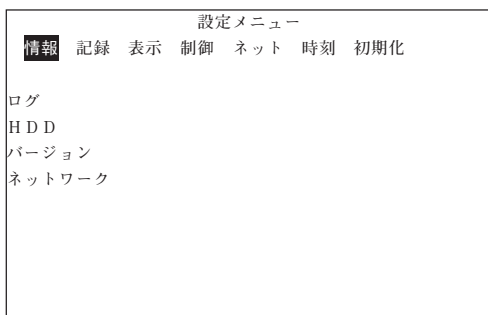 設定メニュー
情報 記録 表示 制御 ネット 時刻 初期化
ログ
ＨＤＤ
バージョン
ネットワーク